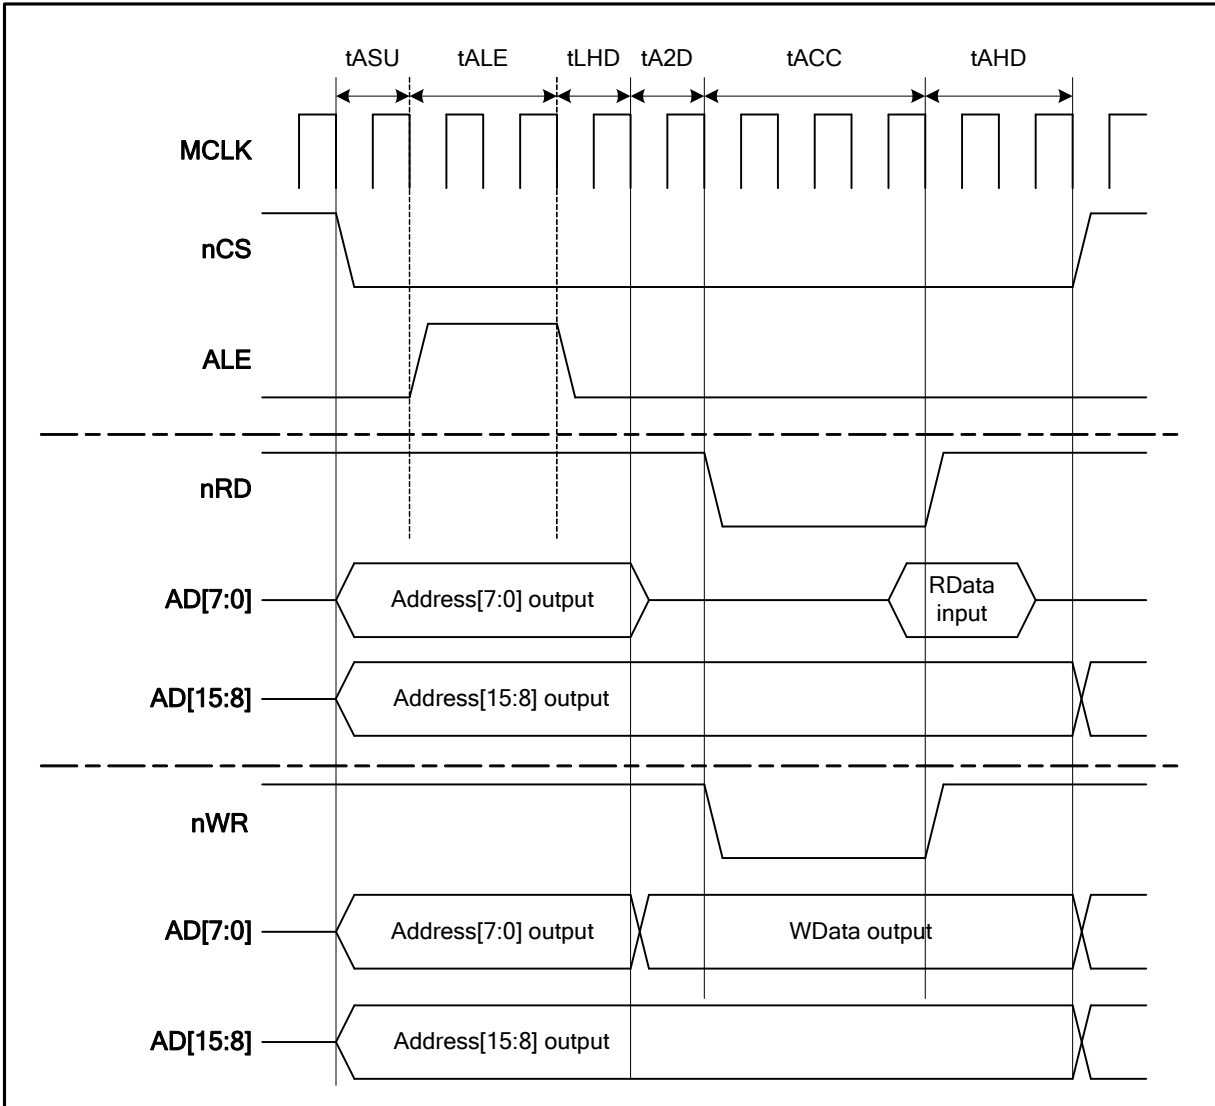 tASU tALE tLHD tA2D tACC tAHD
MCLK
nCS
ALE
nRD
AD[7:0] Address[7:0] output RData
input
AD[15:8] Address[15:8] output
nWR
AD[7:0] Address[7:0] output WData output
AD[15:8] Address[15:8] output